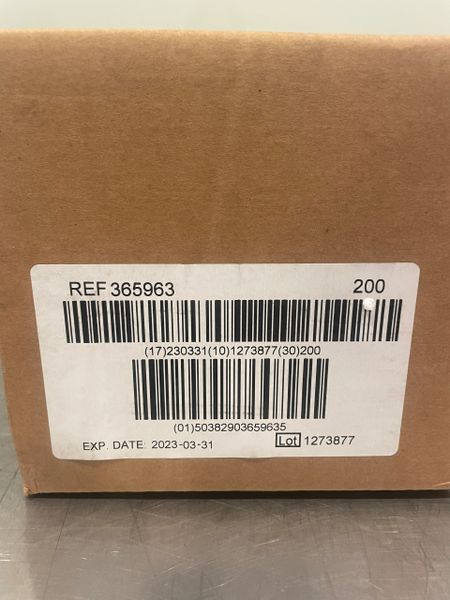 REF 365963 200
(17)230331(10)1273877(30)200
(01)50382903659635
EXP. DATE: 2023-03-31 Lot 1273877